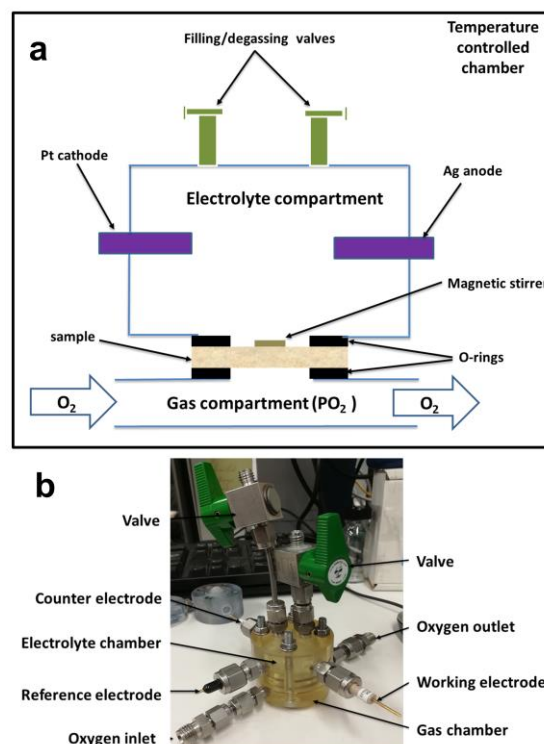 a
Filling/degassing valves
Temperature
controlled
chamber
Pt cathode
Electrolyte compartment
Ag anode
Magnetic stirrer
sample
O-rings
O₂
Gas compartment (PO₂ )
O₂
b
Valve
Valve
Counter electrode
Oxygen outlet
Electrolyte chamber
Reference electrode
Working electrode
Oxygen inlet
Gas chamber